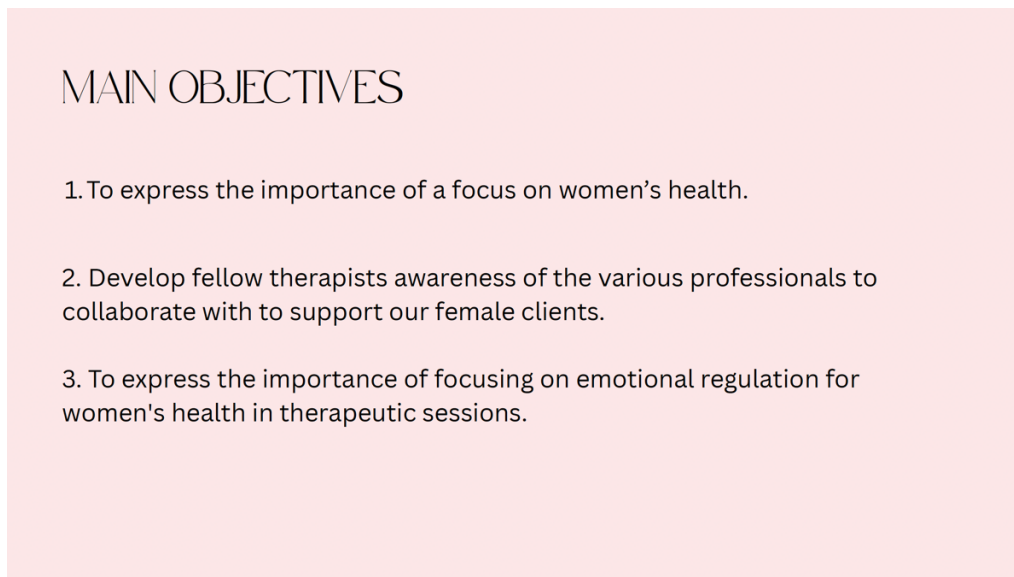 MAIN OBJECTIVES
1. To express the importance of a focus on women’s health.
2. Develop fellow therapists awareness of the various professionals to
collaborate with to support our female clients.
3. To express the importance of focusing on emotional regulation for
women's health in therapeutic sessions.